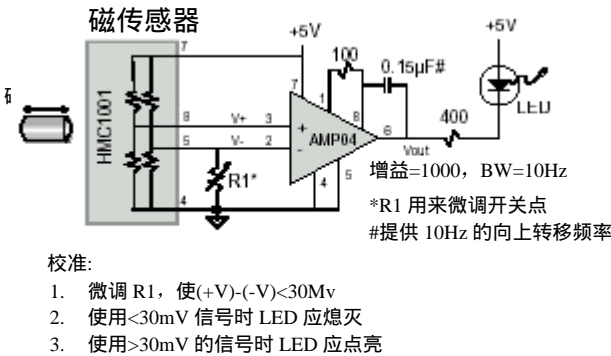 磁传感器
+5V
+5V
7
100
0.15µF#
HMC1001
7
1
8
8
V+
3
+
AMP04
6
400
LED
5
V-
2
-
Vout
R1*
4
5
4
增益=1000，BW=10Hz
*R1 用来微调开关点
#提供 10Hz 的向上转移频率
校准:
1. 微调 R1，使(+V)-(-V)<30Mv
2. 使用<30mV 信号时 LED 应熄灭
3. 使用>30mV 的信号时 LED 应点亮